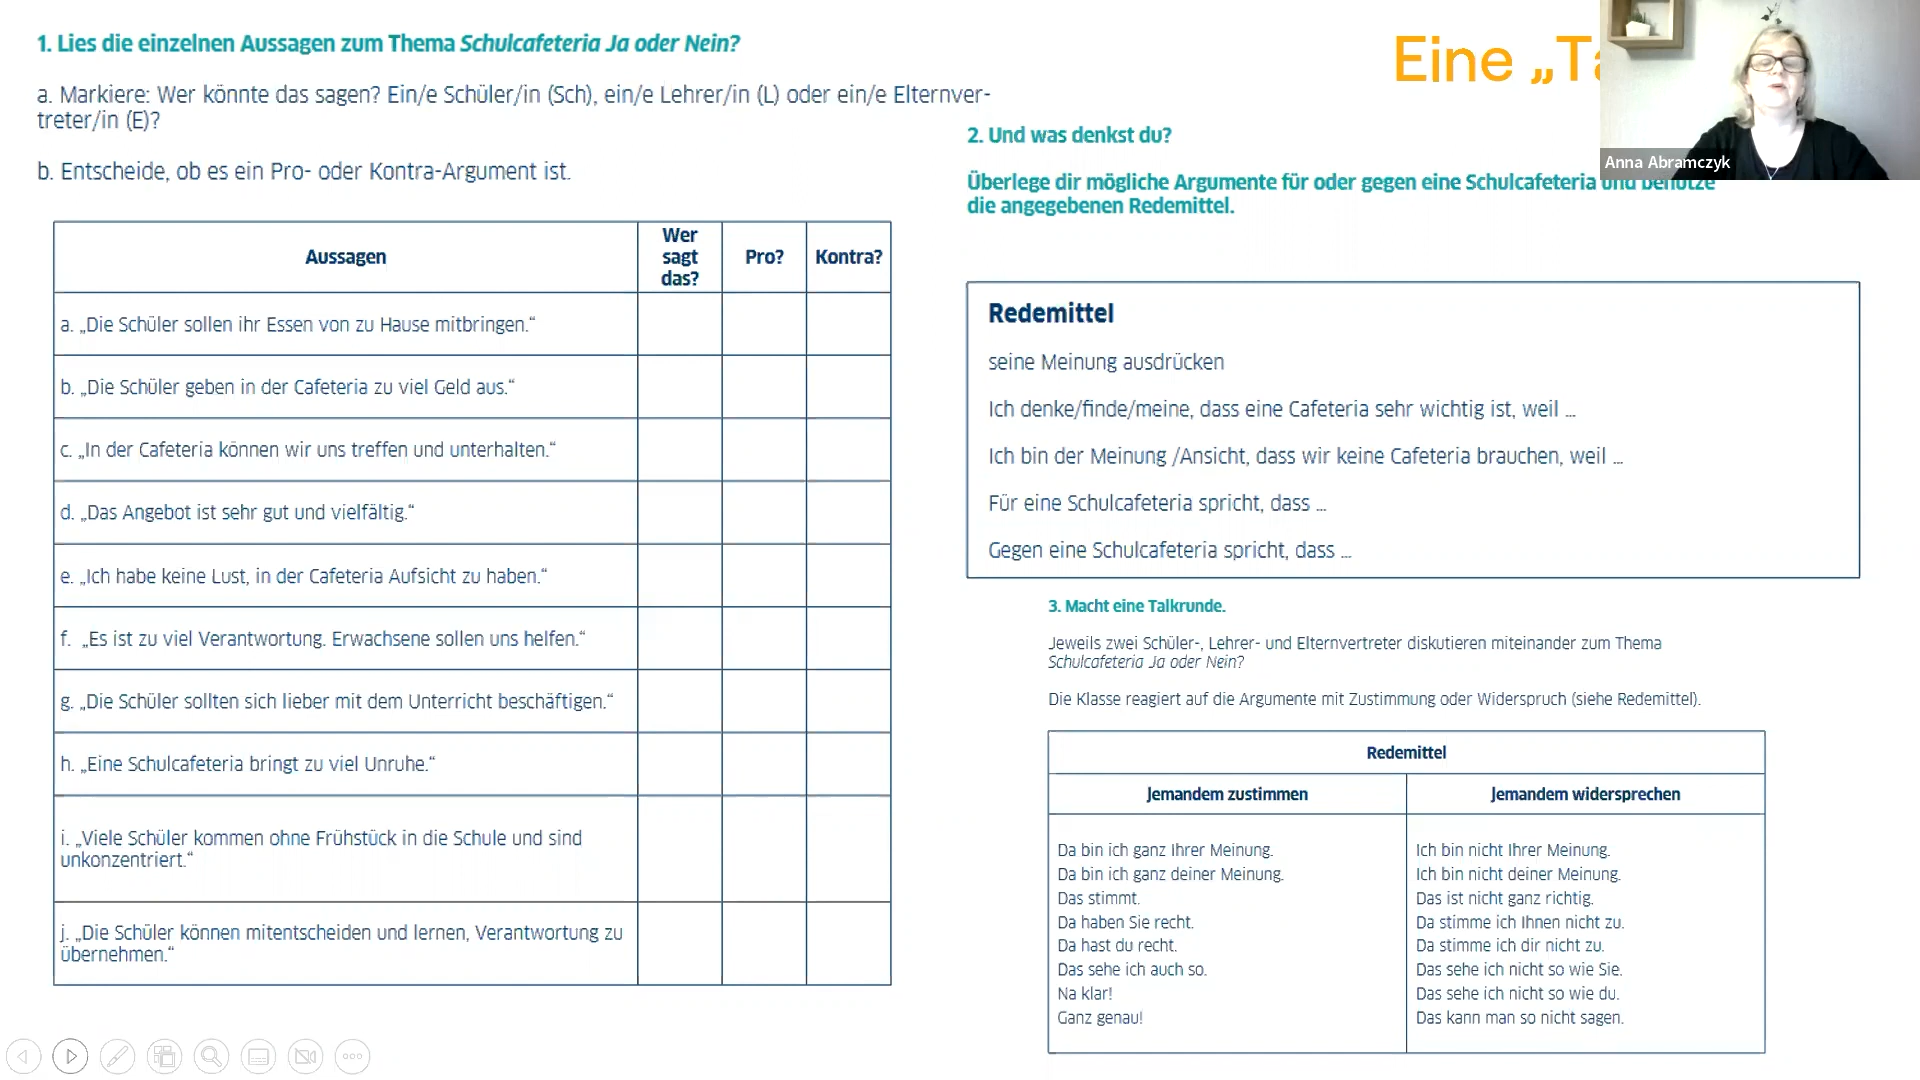 1. Lies die einzelnen Aussagen zum Thema Schulcafeteria Ja oder Nein?
a. Markiere: Wer könnte das sagen? Ein/e Schüler/in (Sch), ein/e Lehrer/in (L) oder ein/e Elternver-
treter/in (E)?
b. Entscheide, ob es ein Pro- oder Kontra-Argument ist.
Aussagen
Wer
sagt
das?
Pro?
Kontra?
a. „Die Schüler sollen ihr Essen von zu Hause mitbringen.“
b. „Die Schüler geben in der Cafeteria zu viel Geld aus.“
c. „In der Cafeteria können wir uns treffen und unterhalten.“
d. „Das Angebot ist sehr gut und vielfältig.“
e. „Ich habe keine Lust, in der Cafeteria Aufsicht zu haben.“
f. „Es ist zu viel Verantwortung. Erwachsene sollen uns helfen.“
g. „Die Schüler sollten sich lieber mit dem Unterricht beschäftigen.“
h. „Eine Schulcafeteria bringt zu viel Unruhe.“
i. „Viele Schüler kommen ohne Frühstück in die Schule und sind
unkonzentriert.“
j. „Die Schüler können mitentscheiden und lernen, Verantwortung zu
übernehmen.“
Eine
Anna Abramczyk
2. Und was denkst du?
Überlege dir mögliche Argumente für oder gegen eine Schulcafeteria und benutze
die angegebenen Redemittel.
Redemittel
seine Meinung ausdrücken
Ich denke/finde/meine, dass eine Cafeteria sehr wichtig ist, weil ...
Ich bin der Meinung /Ansicht, dass wir keine Cafeteria brauchen, weil ...
Für eine Schulcafeteria spricht, dass ...
Gegen eine Schulcafeteria spricht, dass ...
3. Macht eine Talkrunde.
Jeweils zwei Schüler-, Lehrer- und Elternvertreter diskutieren miteinander zum Thema
Schulcafeteria Ja oder Nein?
Die Klasse reagiert auf die Argumente mit Zustimmung oder Widerspruch (siehe Redemittel).
Redemittel
Jemandem zustimmen
Da bin ich ganz Ihrer Meinung.
Da bin ich ganz deiner Meinung.
Das stimmt.
Da haben Sie recht.
Da hast du recht.
Das sehe ich auch so.
Na klar!
Ganz genau!
Jemandem widersprechen
Ich bin nicht Ihrer Meinung.
Ich bin nicht deiner Meinung.
Das ist nicht ganz richtig.
Da stimme ich Ihnen nicht zu.
Da stimme ich dir nicht zu.
Das sehe ich nicht so wie Sie.
Das sehe ich nicht so wie du.
Das kann man so nicht sagen.